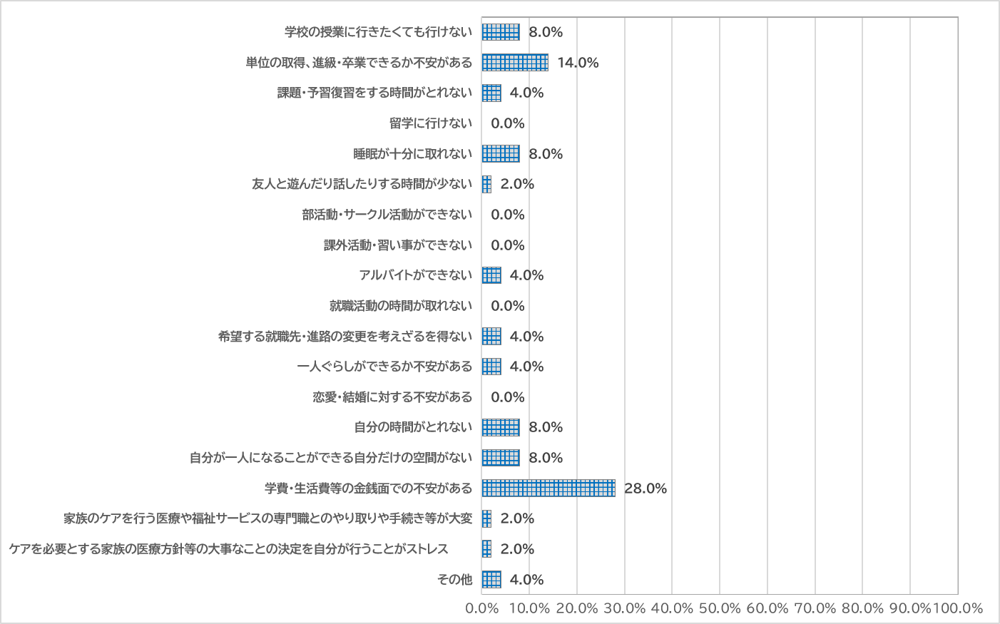 学校の授業に行きたくても行けない 8.0%
単位の取得、進級・卒業できるか不安がある 14.0%
課題・予習復習をする時間がとれない 4.0%
留学に行けない 0.0%
睡眠が十分に取れない 8.0%
友人と遊んだり話したりする時間が少ない 2.0%
部活動・サークル活動ができない 0.0%
課外活動・習い事ができない 0.0%
アルバイトができない 4.0%
就職活動の時間が取れない 0.0%
希望する就職先・進路の変更を考えざるを得ない 4.0%
一人ぐらしができるか不安がある 4.0%
恋愛・結婚に対する不安がある 0.0%
自分の時間がとれない 8.0%
自分が一人になることができる自分だけの空間がない 8.0%
学費・生活費等の金銭面での不安がある 28.0%
家族のケアを行う医療や福祉サービスの専門職とのやり取りや手続き等が大変 2.0%
ケアを必要とする家族の医療方針等の大事なことの決定を自分が行うことがストレス 2.0%
その他 4.0%
0.0% 10.0% 20.0% 30.0% 40.0% 50.0% 60.0% 70.0% 80.0% 90.0% 100.0%